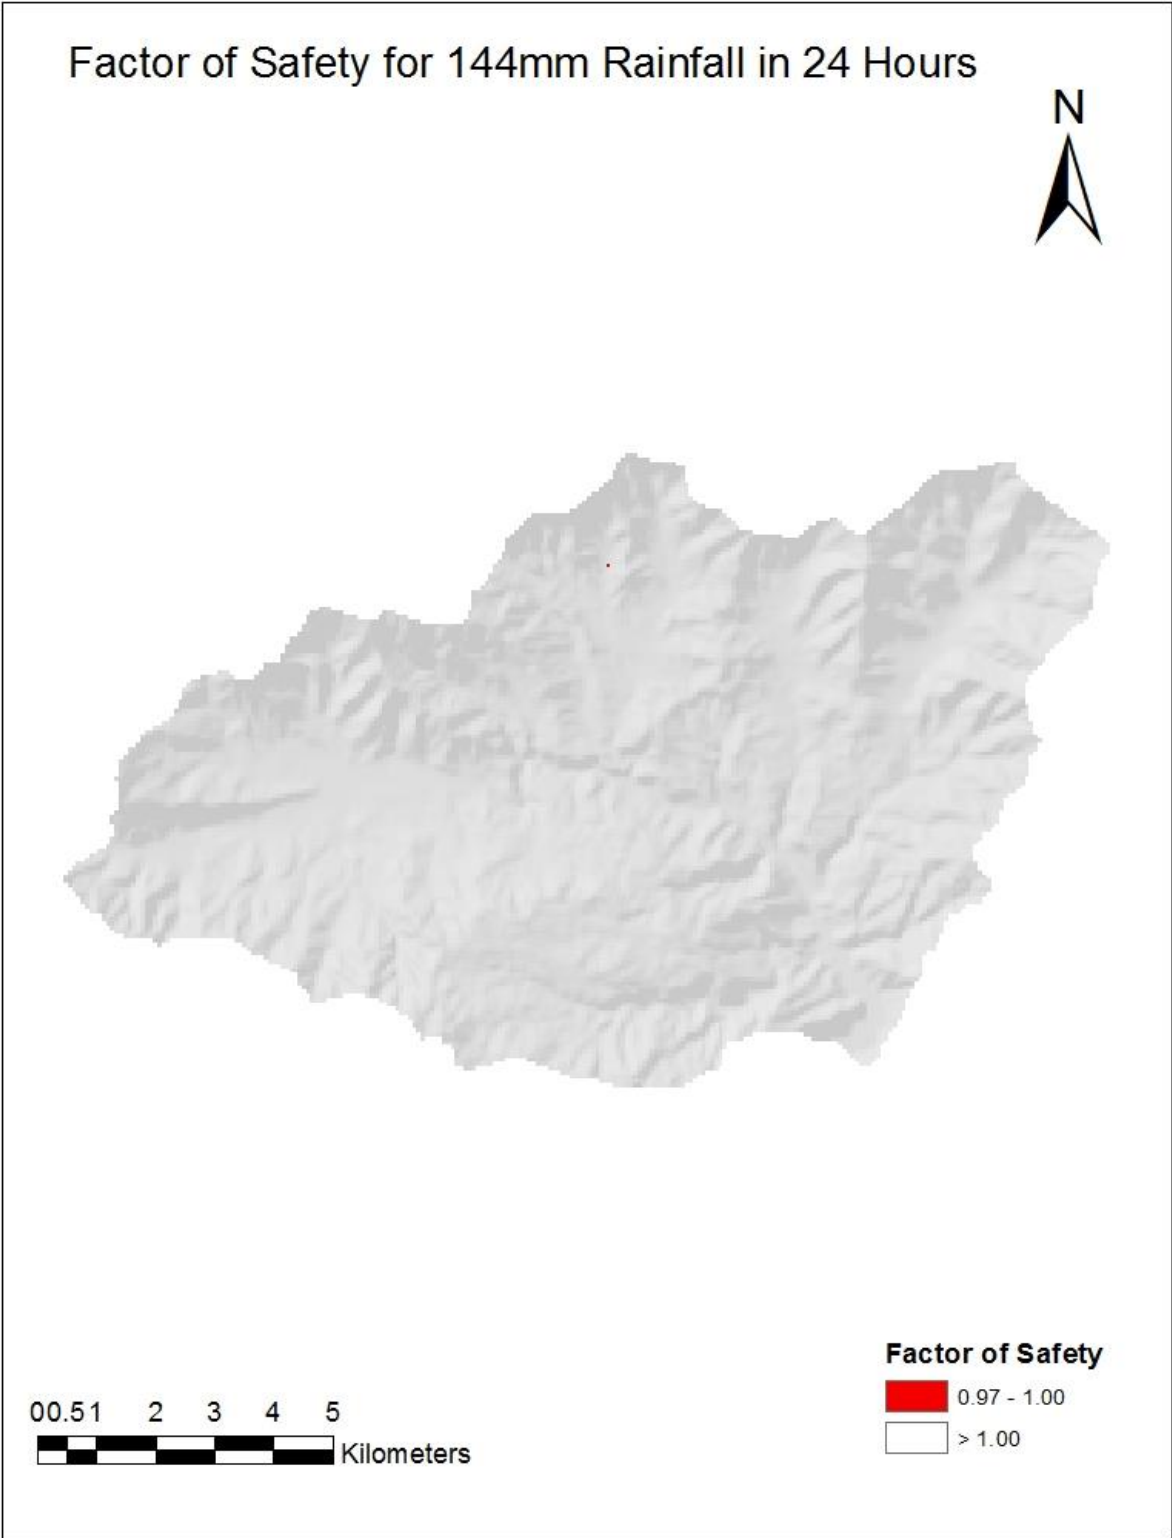 Factor of Safety for 144mm Rainfall in 24 Hours
N
Factor of Safety
0.97 - 1.00
> 1.00
00.51 2 3 4 5
Kilometers